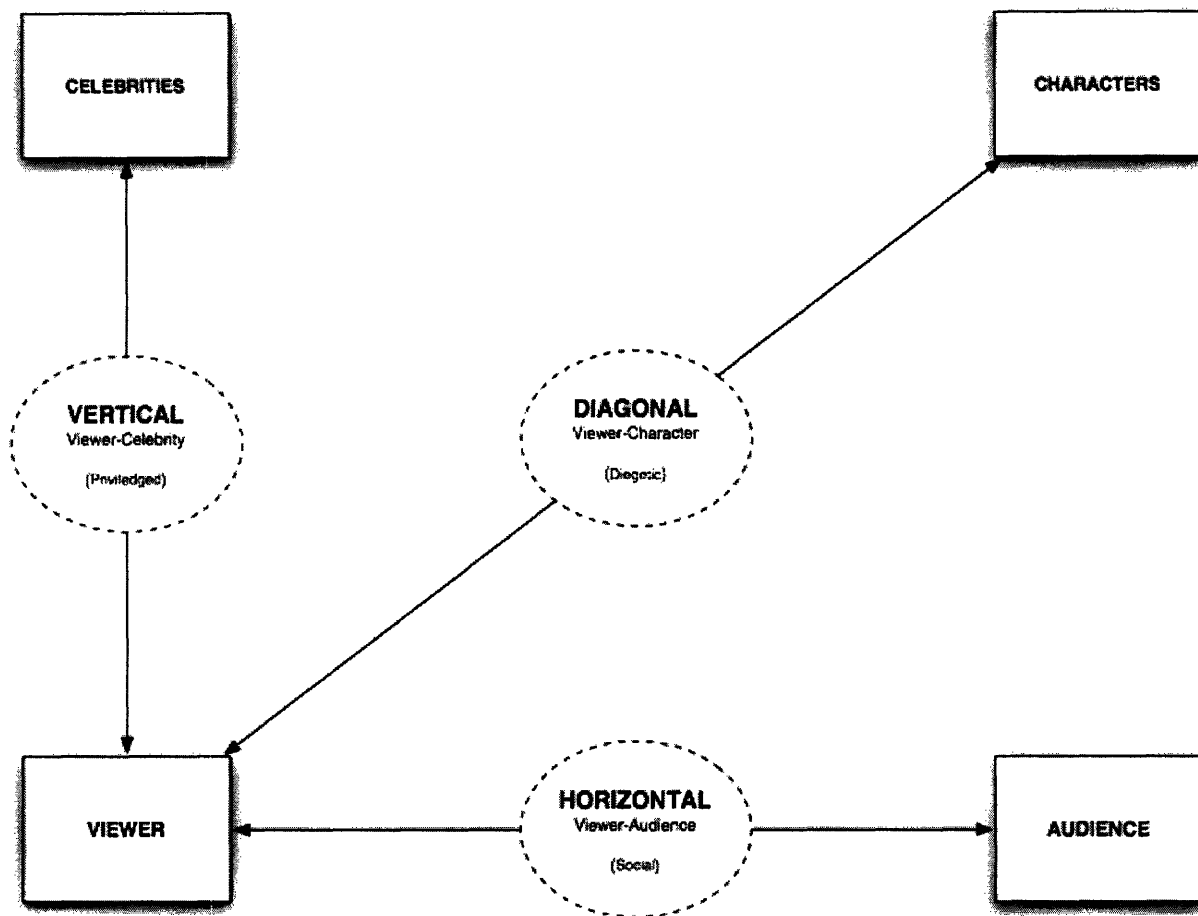 CELEBRITIES
CHARACTERS
VERTICAL
Viewer-Celebrity
(Priviledged)
DIAGONAL
Viewer-Character
(Diegetic)
VIEWER
HORIZONTAL
Viewer-Audience
(Social)
AUDIENCE